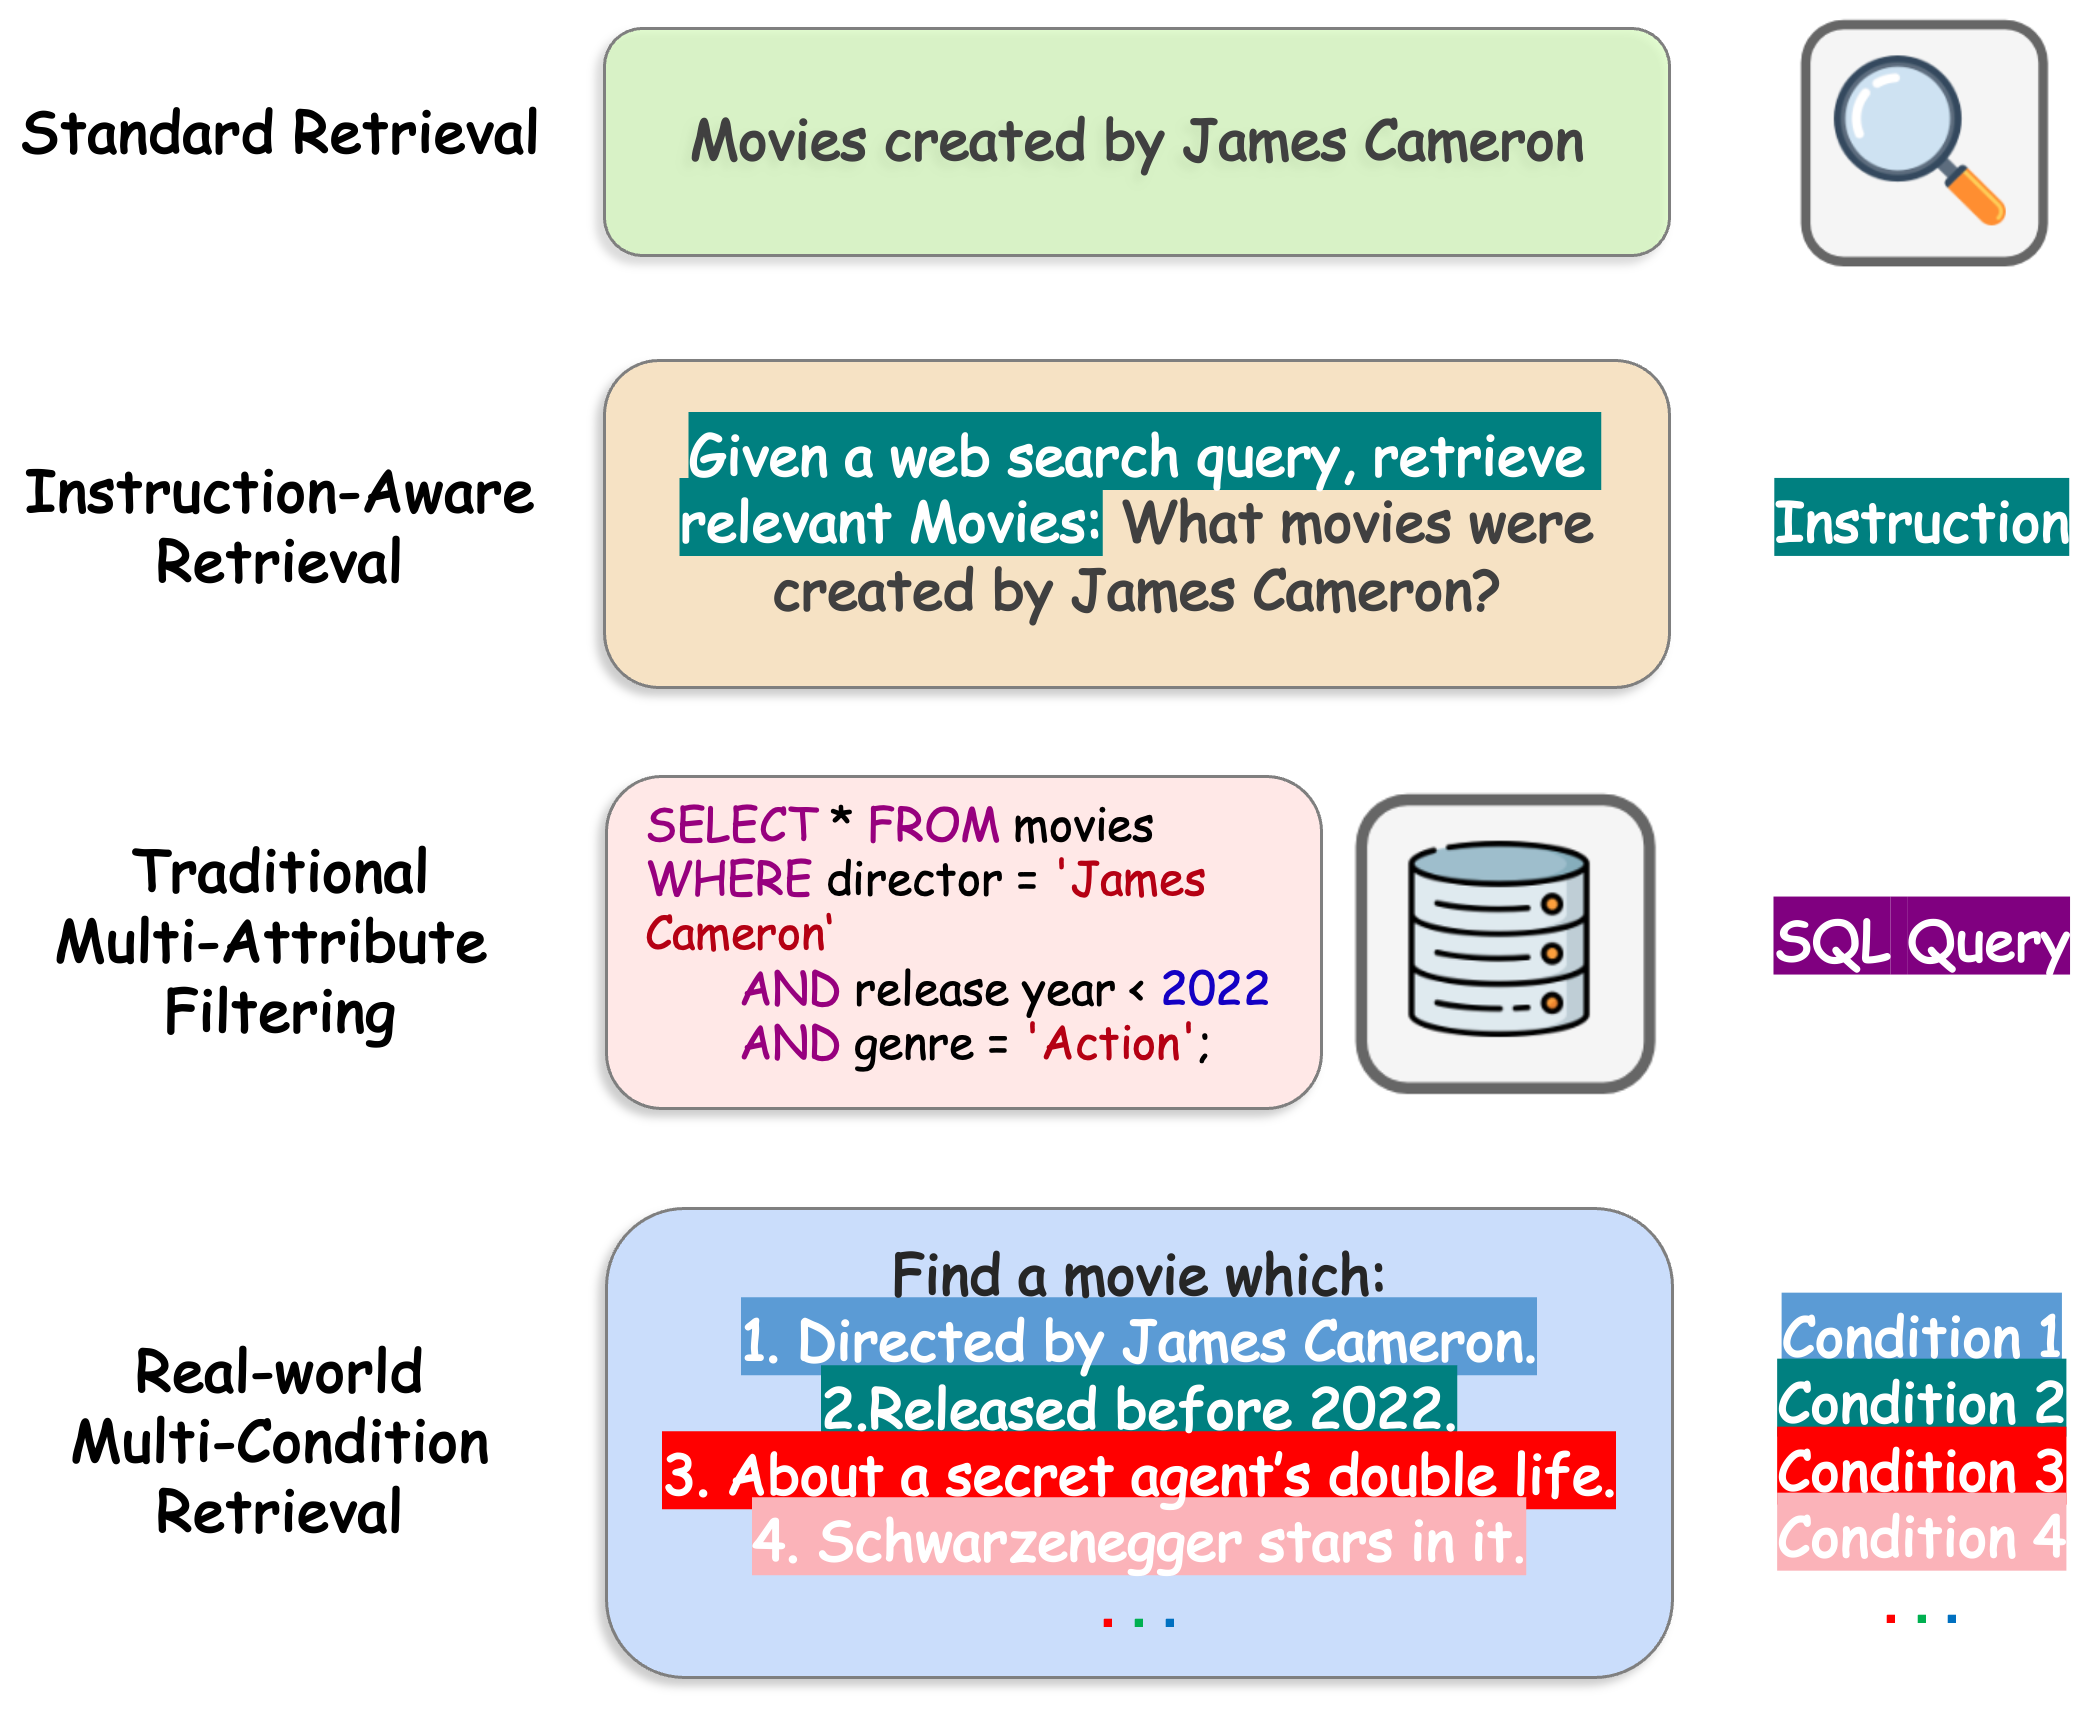 Standard Retrieval
Movies created by James Cameron
Instruction-Aware
Retrieval
Given a web search query, retrieve
relevant Movies: What movies were
created by James Cameron?
Instruction
Traditional
Multi-Attribute
Filtering
SELECT * FROM movies
WHERE director = 'James
Cameron'
AND release year < 2022
AND genre = 'Action';
SQL Query
Real-world
Multi-Condition
Retrieval
Find a movie which:
1. Directed by James Cameron.
2.Released before 2022.
3. About a secret agent's double life.
4. Schwarzenegger stars in it.
...
Condition 1
Condition 2
Condition 3
Condition 4
...